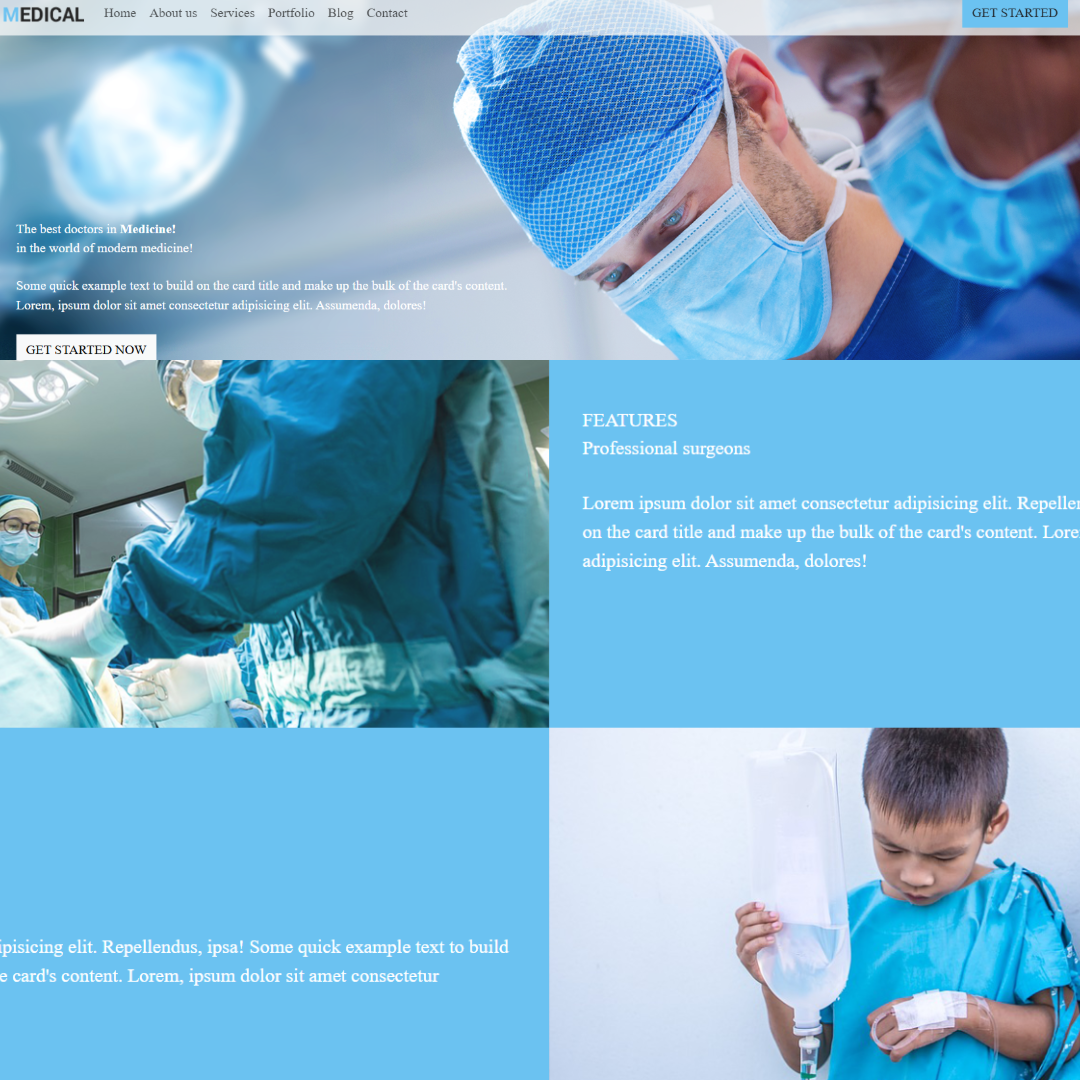 MEDICAL Home About us Services Portfolio Blog Contact GET STARTED
The best doctors in Medicine!
in the world of modern medicine!
Some quick example text to build on the card title and make up the bulk of the card's content.
Lorem, ipsum dolor sit amet consectetur adipisicing elit. Assumenda, dolores!
GET STARTED NOW
FEATURES
Professional surgeons
Lorem ipsum dolor sit amet consectetur adipisicing elit.
on the card title and make up the bulk of the card's content.
adipisicing elit. Assumenda, dolores!
elit. Repellendus, ipsa! Some quick example text to build
card's content. Lorem, ipsum dolor sit amet consectetur